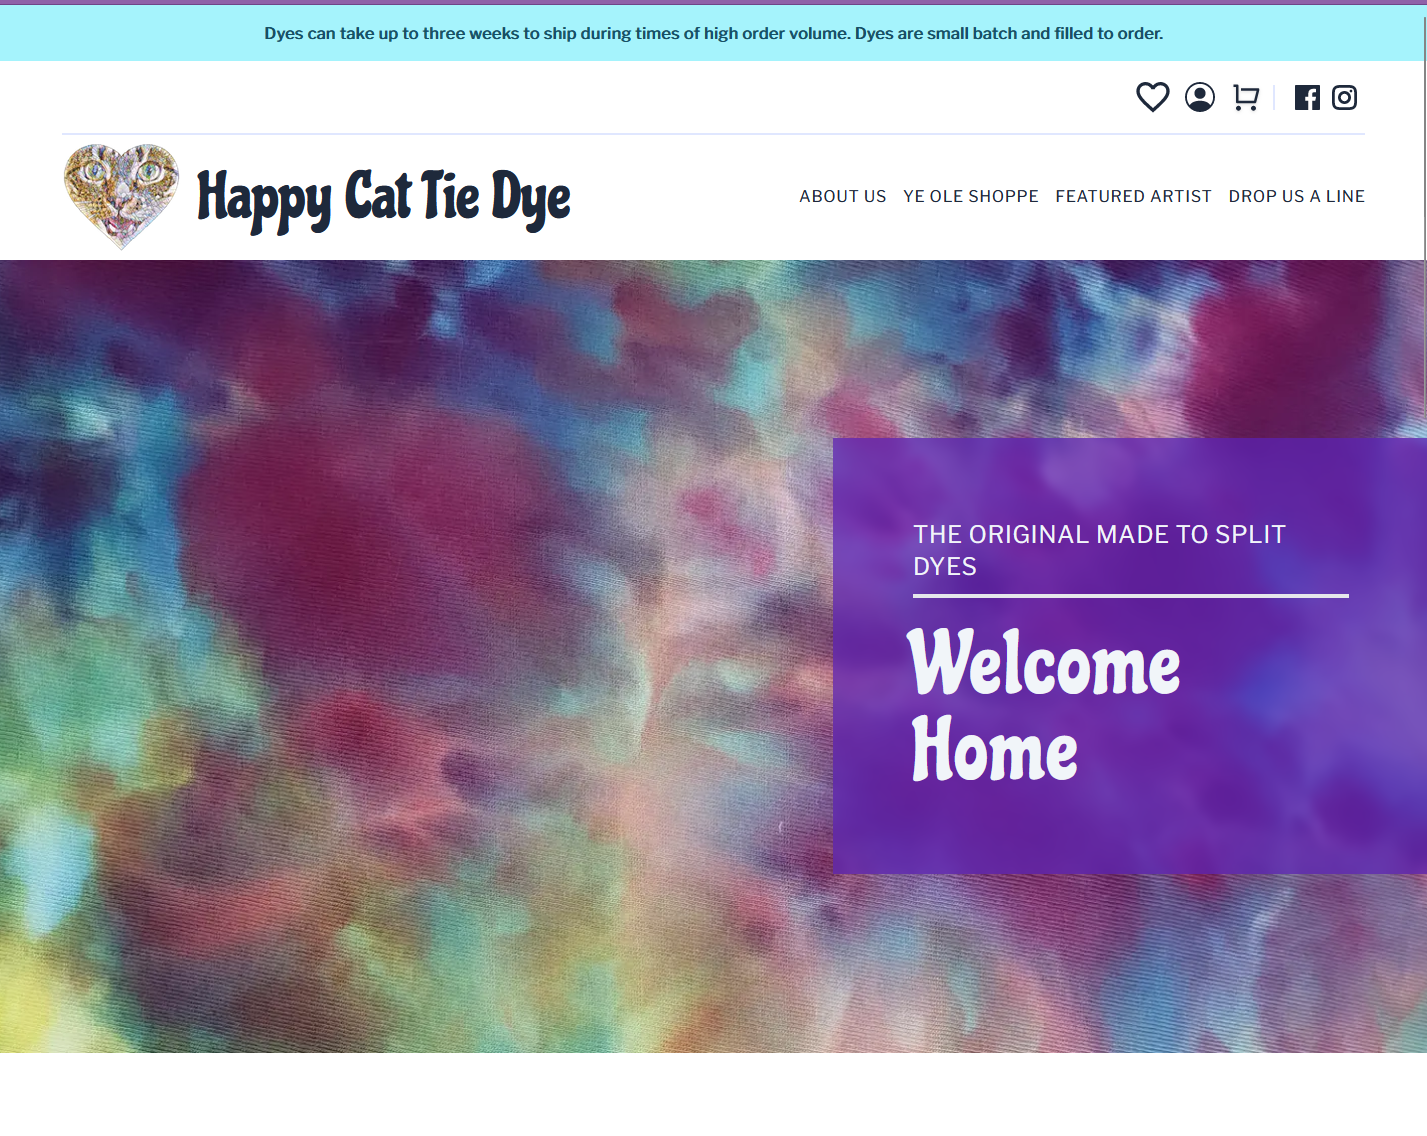 Dyes can take up to three weeks to ship during times of high order volume. Dyes are small batch and filled to order.
Happy Cat Tie Dye
ABOUT US YE OLE SHOPPE FEATURED ARTIST DROP US A LINE
THE ORIGINAL MADE TO SPLIT
DYES
Welcome
Home